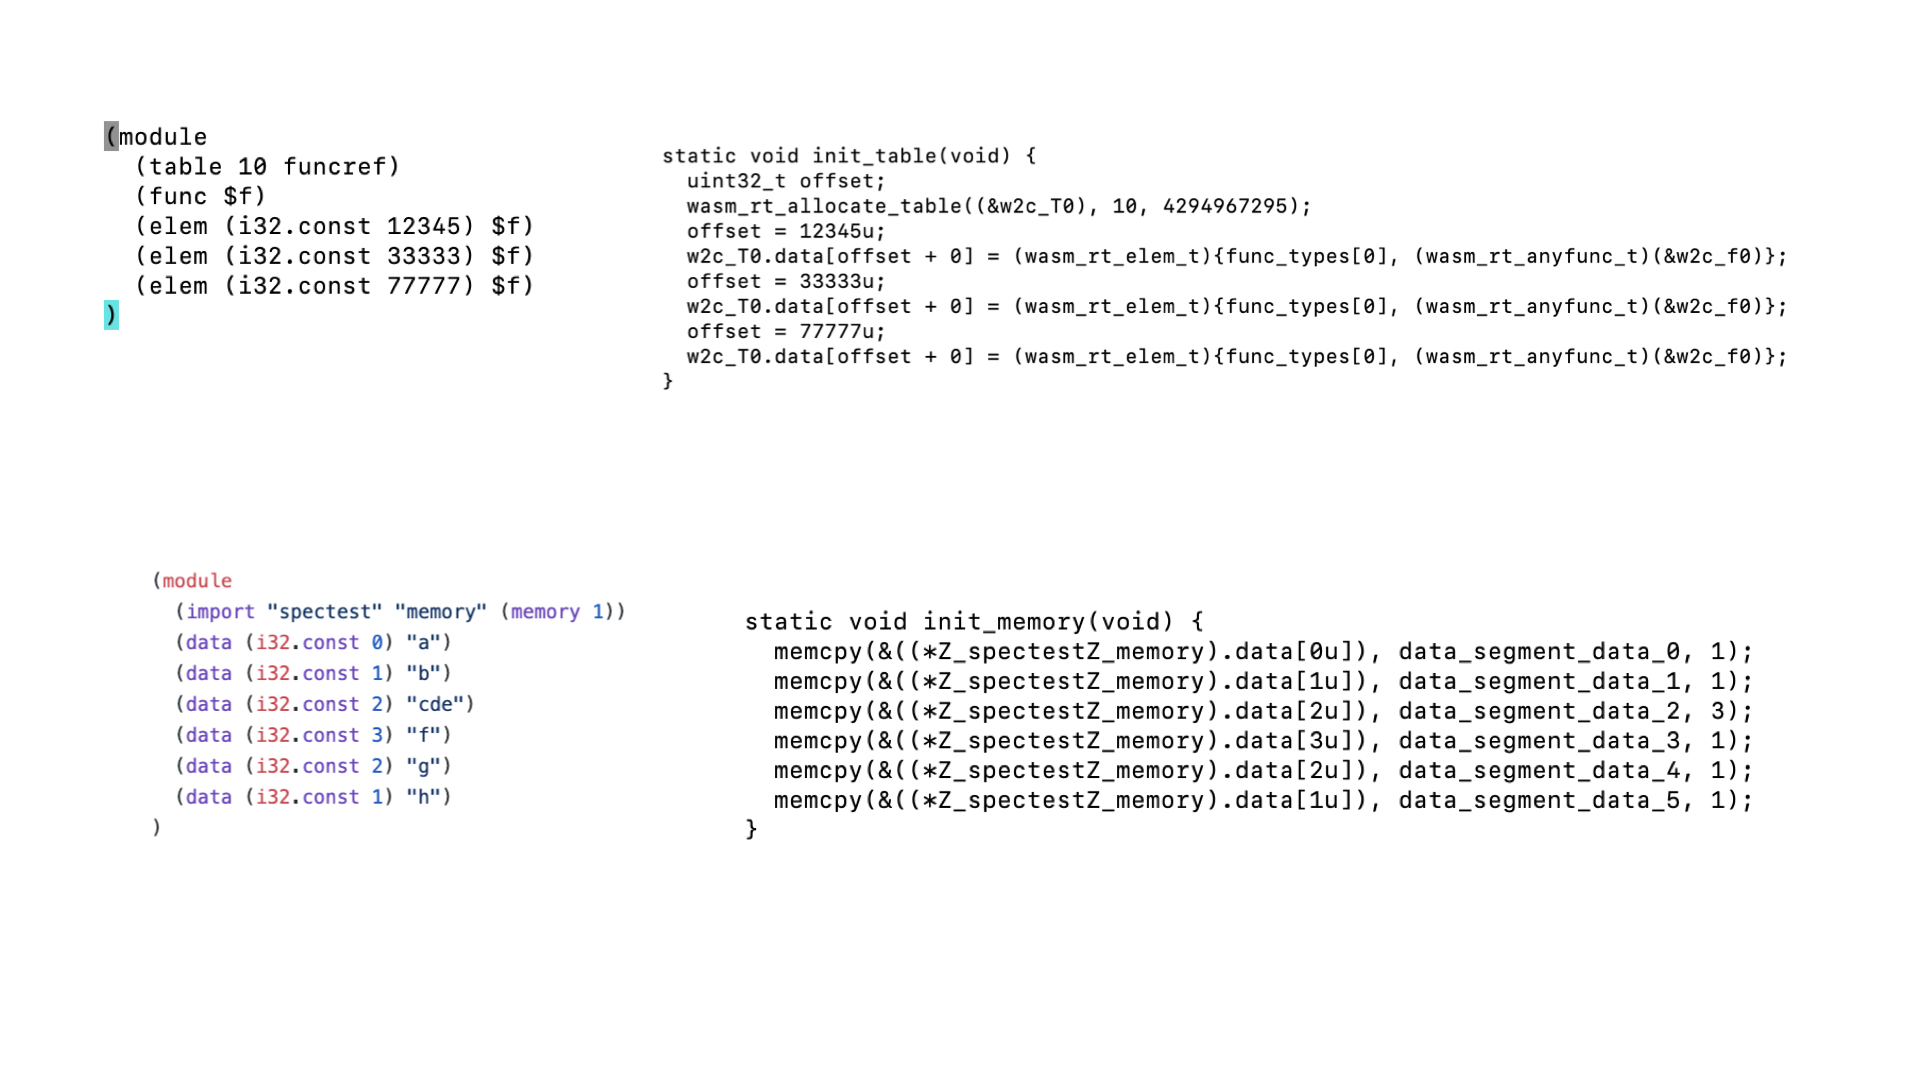 (module
  (table 10 funcref)
  (func $f)
  (elem (i32.const 12345) $f)
  (elem (i32.const 33333) $f)
  (elem (i32.const 77777) $f)
)
static void init_table(void) {
  uint32_t offset;
  wasm_rt_allocate_table((&w2c_T0), 10, 4294967295);
  offset = 12345u;
  w2c_T0.data[offset + 0] = (wasm_rt_elem_t){func_types[0], (wasm_rt_anyfunc_t)(&w2c_f0)};
  offset = 33333u;
  w2c_T0.data[offset + 0] = (wasm_rt_elem_t){func_types[0], (wasm_rt_anyfunc_t)(&w2c_f0)};
  offset = 77777u;
  w2c_T0.data[offset + 0] = (wasm_rt_elem_t){func_types[0], (wasm_rt_anyfunc_t)(&w2c_f0)};
}
(module
  (import "spectest" "memory" (memory 1))
  (data (i32.const 0) "a")
  (data (i32.const 1) "b")
  (data (i32.const 2) "cde")
  (data (i32.const 3) "f")
  (data (i32.const 2) "g")
  (data (i32.const 1) "h")
)
static void init_memory(void) {
  memcpy(&((*Z_spectestZ_memory).data[0u]), data_segment_data_0, 1);
  memcpy(&((*Z_spectestZ_memory).data[1u]), data_segment_data_1, 1);
  memcpy(&((*Z_spectestZ_memory).data[2u]), data_segment_data_2, 3);
  memcpy(&((*Z_spectestZ_memory).data[3u]), data_segment_data_3, 1);
  memcpy(&((*Z_spectestZ_memory).data[2u]), data_segment_data_4, 1);
  memcpy(&((*Z_spectestZ_memory).data[1u]), data_segment_data_5, 1);
}